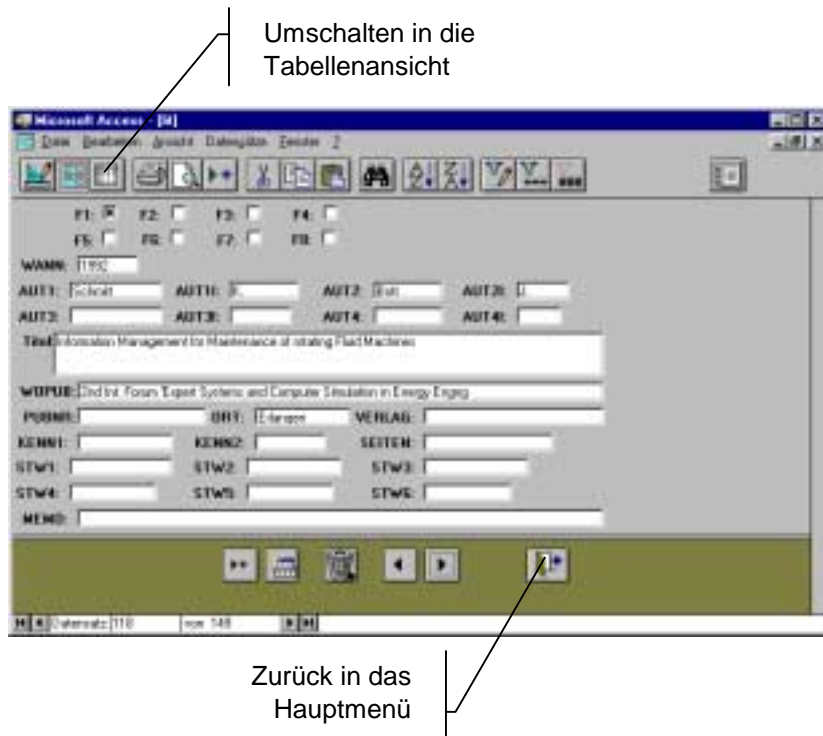 Umschalten in die
Tabellenansicht
Microsoft Access - [II]
Datei Bearbeiten Ansicht Datensätze Fenster ?
F1: F2: F3: F4:
F5: F6: F7: F8:
WANN: 1992
AUT1: AUT1I: AUT2: AUT2I:
AUT3: AUT3I: AUT4: AUT4I:
Titel Information Management for Maintenance of rotating Fluid Machines
WOPUB: 2nd Int. Forum 'Expert Systems and Computer Simulation in Energy Engng
PUBNR: ORT: Erlangen VERLAG:
KENN1: KENN2: SEITEN:
STW1: STW2: STW3:
STW4: STW5: STW6:
MEMO:
Datensatz: 118 von 148
Zurück in das
Hauptmenü